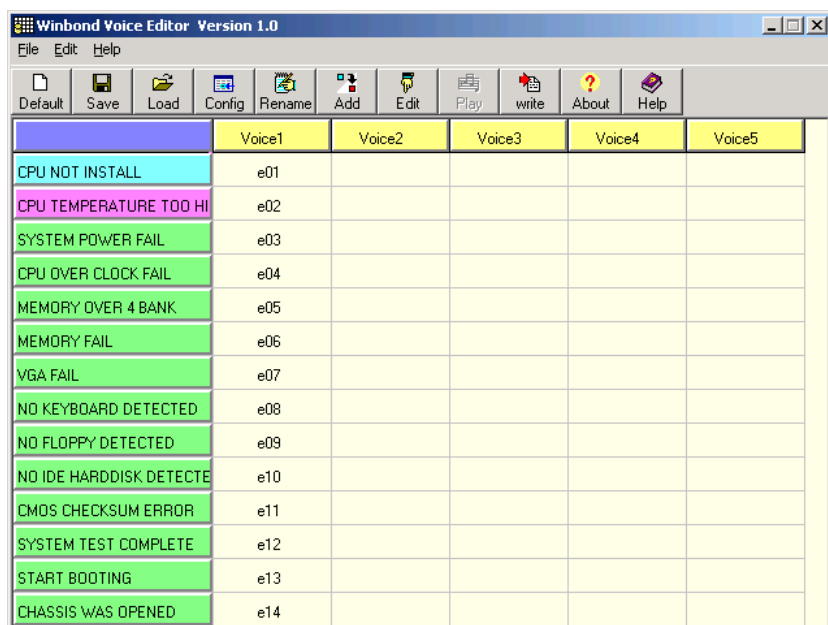 Winbond Voice Editor Version 1.0
File Edit Help
Default Save Load Config Rename Add Edit Play write About Help
Voice1 Voice2 Voice3 Voice4 Voice5
CPU NOT INSTALL e01
CPU TEMPERATURE TOO HI e02
SYSTEM POWER FAIL e03
CPU OVER CLOCK FAIL e04
MEMORY OVER 4 BANK e05
MEMORY FAIL e06
VGA FAIL e07
NO KEYBOARD DETECTED e08
NO FLOPPY DETECTED e09
NO IDE HARDDISK DETECTE e10
CMOS CHECKSUM ERROR e11
SYSTEM TEST COMPLETE e12
START BOOTING e13
CHASSIS WAS OPENED e14